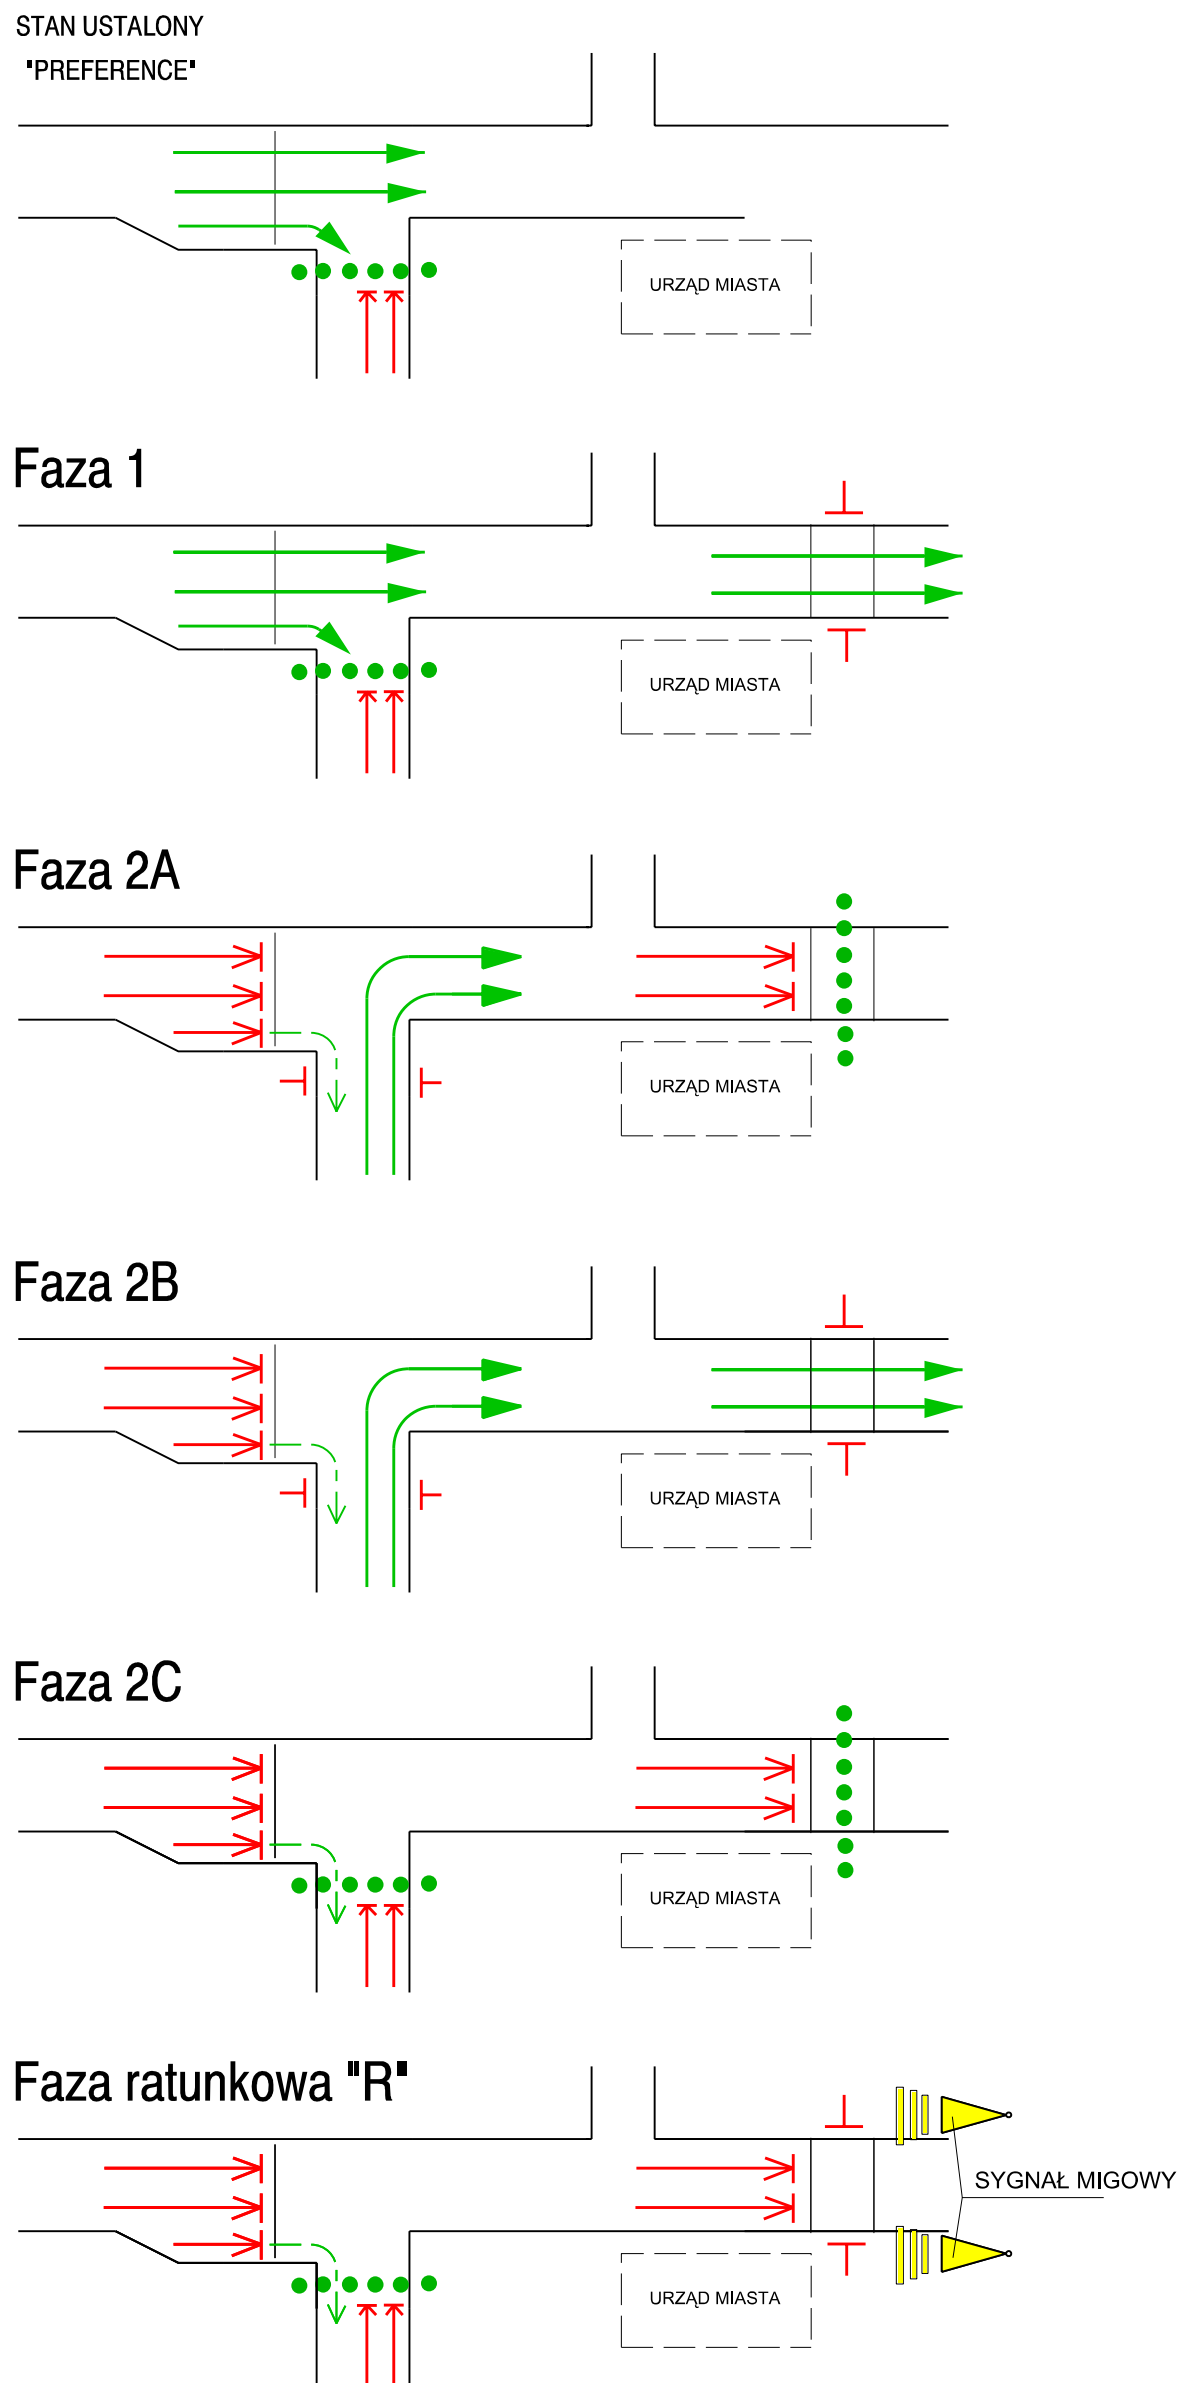 STAN USTALONY
"PREFERENCE"
URZĄD MIASTA
Faza 1
URZĄD MIASTA
Faza 2A
URZĄD MIASTA
Faza 2B
URZĄD MIASTA
Faza 2C
URZĄD MIASTA
Faza ratunkowa "R"
SYGNAŁ MIGOWY
URZĄD MIASTA